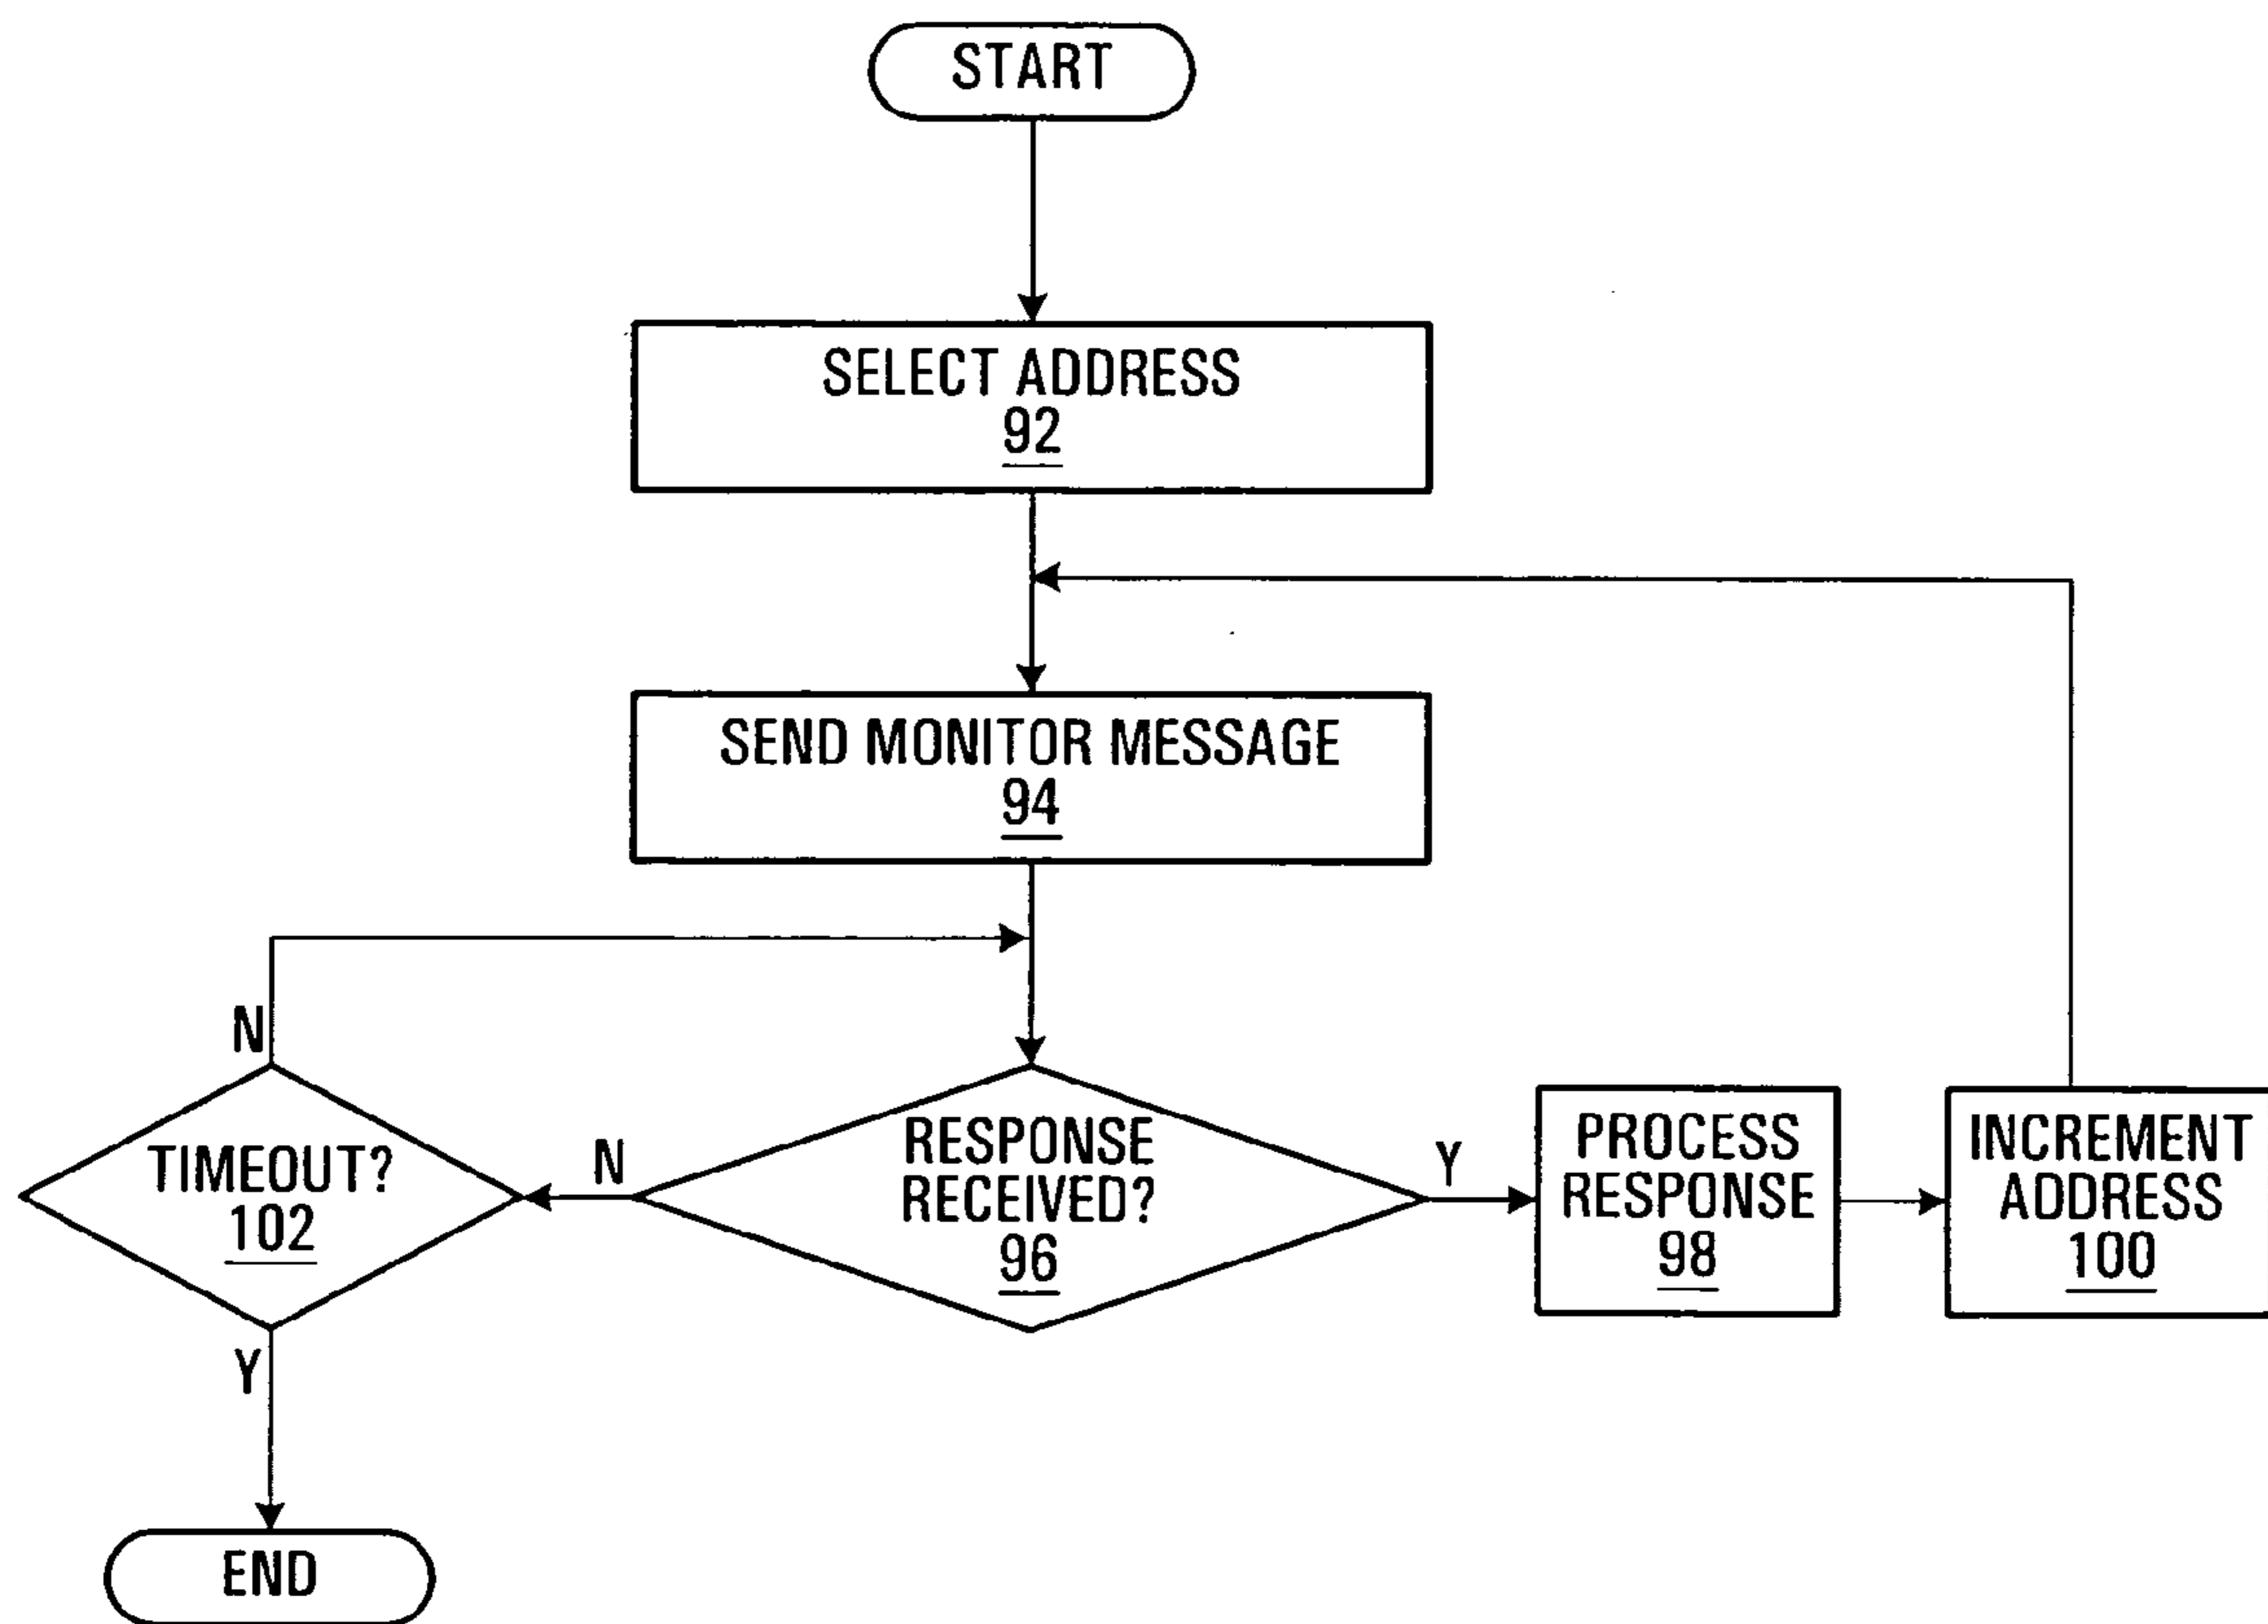 START
SELECT ADDRESS
92
SEND MONITOR MESSAGE
94
N
TIMEOUT?
102
N
RESPONSE
RECEIVED?
96
Y
PROCESS
RESPONSE
98
INCREMENT
ADDRESS
100
Y
END